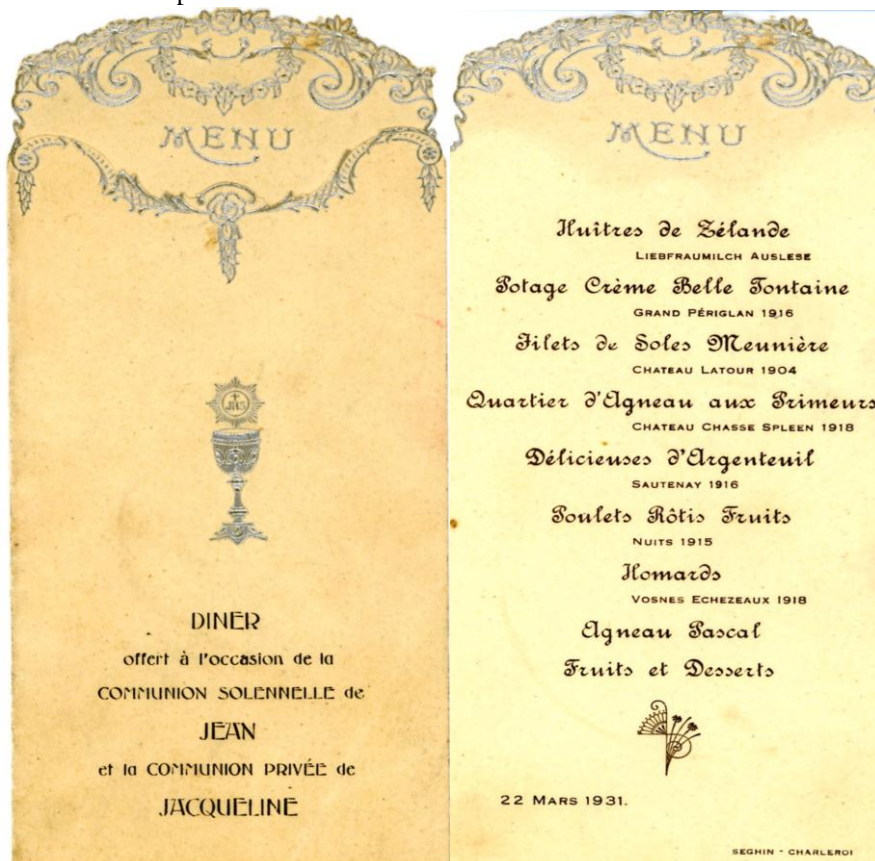 MENU
DINER
offert à l'occasion de la
COMMUNION SOLENNELLE de
JEAN
et la COMMUNION PRIVÉE de
JACQUELINE
MENU
Huîtres de Zélande
LIEBFRAUMILCH AUSLESE
Potage Crème Belle Fontaine
GRAND PÉRIGLAN 1916
Filets de Soles Meunière
CHATEAU LATOUR 1904
Quartier d'Agneau aux Primeurs
CHATEAU CHASSE SPLEEN 1918
Délicieuses d'Argenteuil
SAUTENAY 1916
Poulets Rôtis Fruits
NUITS 1915
Homards
VOSNES ECHEZEAUX 1918
Agneau Pascal
Fruits et Desserts
22 MARS 1931.
SEGHIN - CHARLEROI